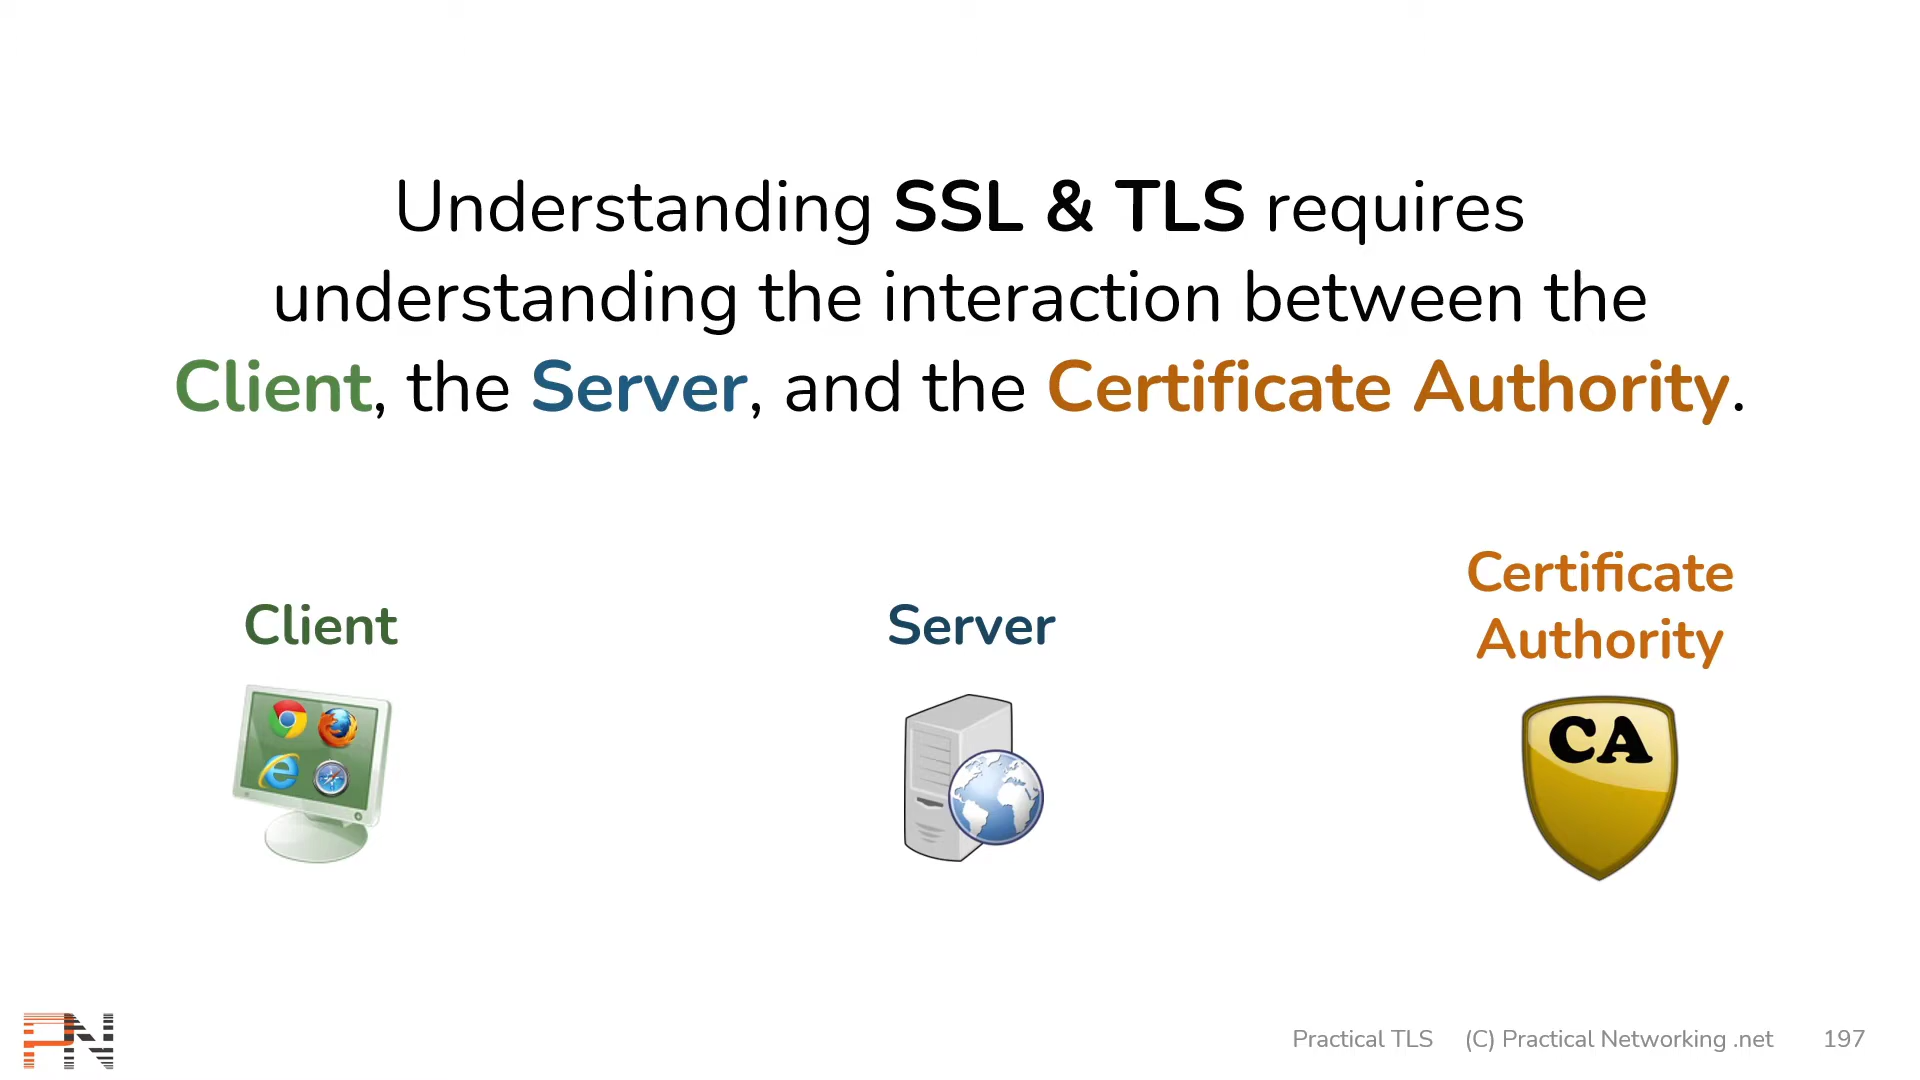 Understanding SSL & TLS requires
understanding the interaction between the
Client, the Server, and the Certificate Authority.
Client
Server
Certificate
Authority
CA
PN
Practical TLS (C) Practical Networking .net 197